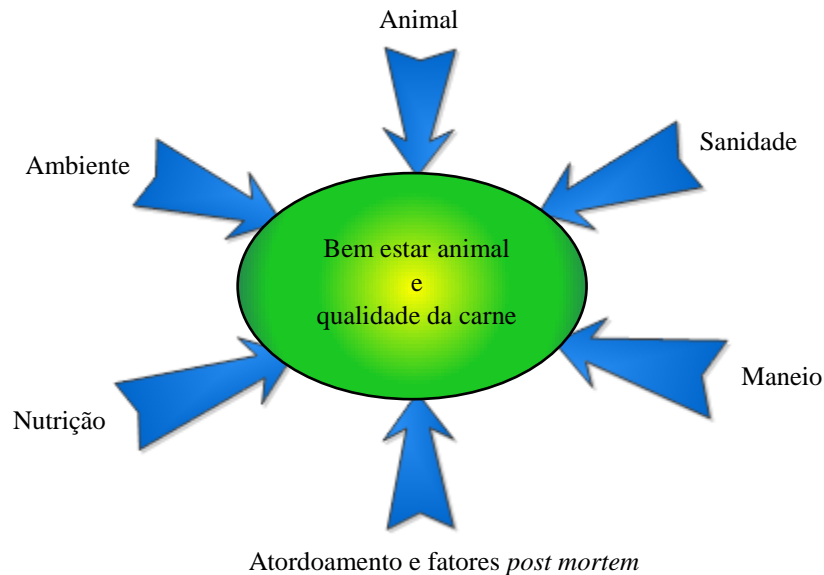 Animal
Sanidade
Ambiente
Bem estar animal
e
qualidade da carne
Maneio
Nutrição
Atordoamento e fatores post mortem